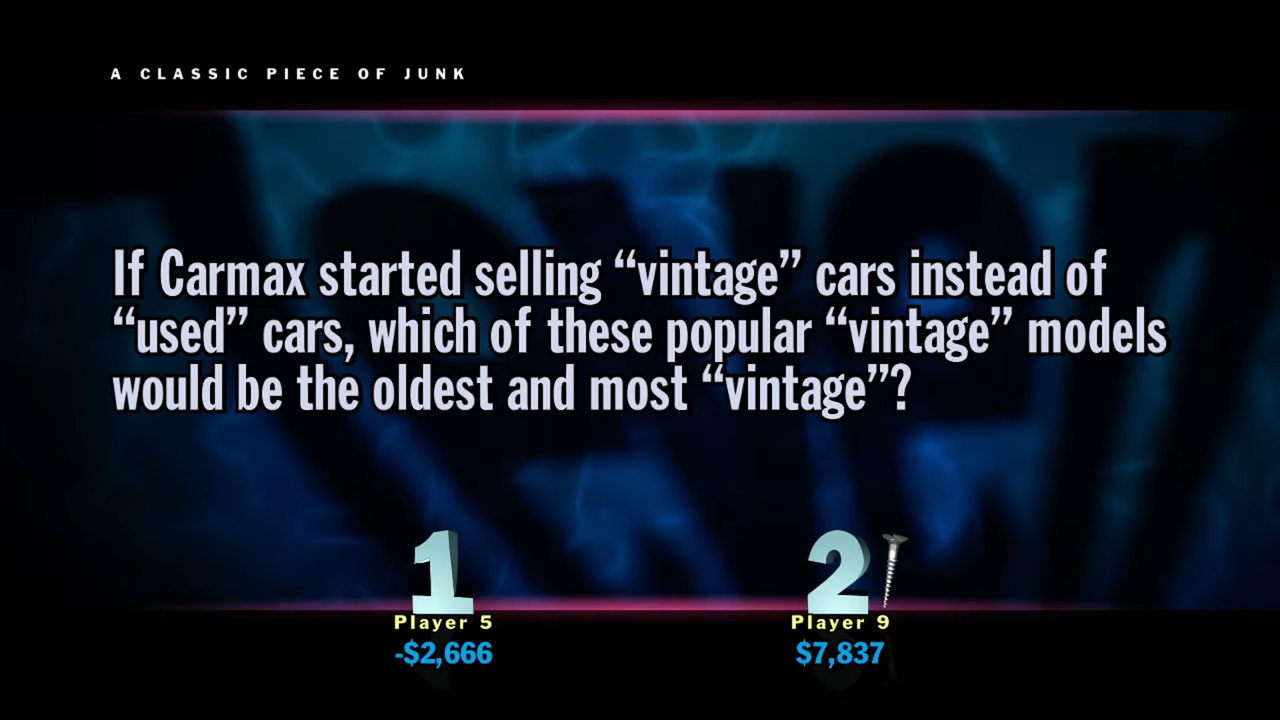 A CLASSIC PIECE OF JUNK
If Carmax started selling “vintage” cars instead of
“used” cars, which of these popular “vintage” models
would be the oldest and most “vintage”?
1 2
Player 5 Player 9
-$2,666 $7,837